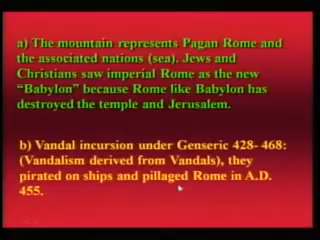 a) The mountain represents Pagan Rome and
the associated nations (sea). Jews and
Christians saw imperial Rome as the new
“Babylon” because Rome like Babylon has
destroyed the temple and Jerusalem.
b) Vandal incursion under Genseric 428- 468:
(Vandalism derived from Vandals), they
pirated on ships and pillaged Rome in A.D.
455.